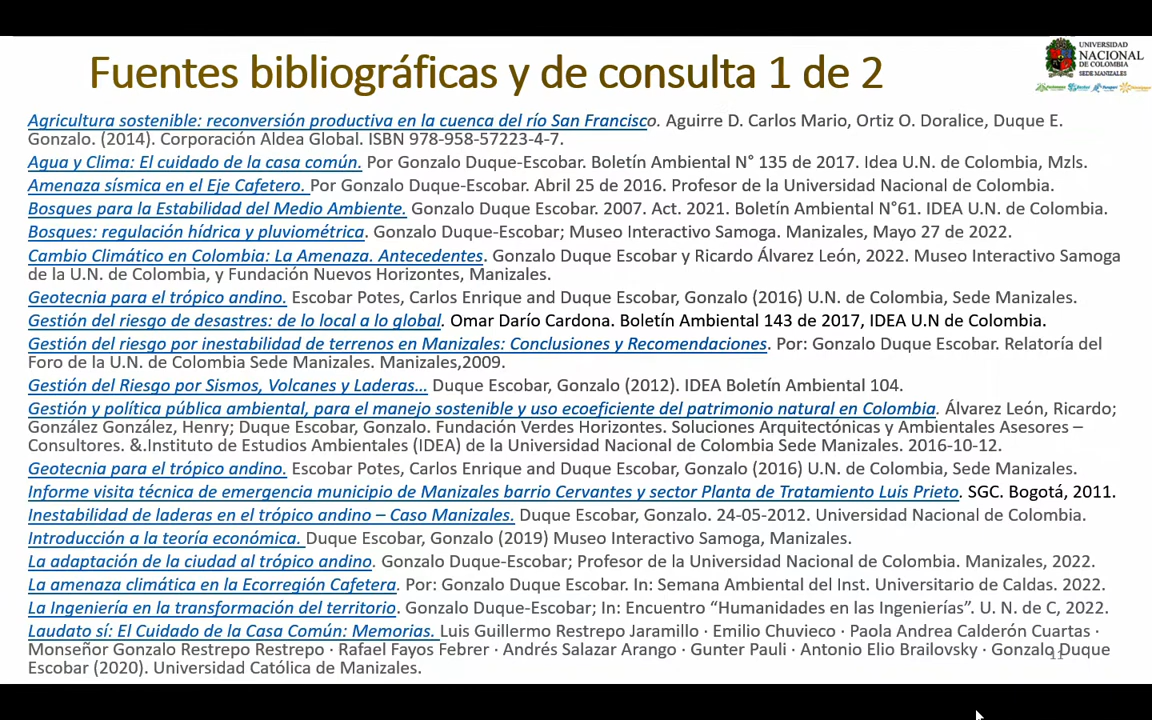 Fuentes bibliográficas y de consulta 1 de 2
UNIVERSIDAD
NACIONAL
DE COLOMBIA
SEDE MANIZALES
Agricultura sostenible: reconversión productiva en la cuenca del río San Francisco. Aguirre D. Carlos Mario, Ortiz O. Doralice, Duque E.
Gonzalo. (2014). Corporación Aldea Global. ISBN 978-958-57223-4-7.
Agua y Clima: El cuidado de la casa común. Por Gonzalo Duque-Escobar. Boletín Ambiental N° 135 de 2017. Idea U.N. de Colombia, Mzls.
Amenaza sísmica en el Eje Cafetero. Por Gonzalo Duque-Escobar. Abril 25 de 2016. Profesor de la Universidad Nacional de Colombia.
Bosques para la Estabilidad del Medio Ambiente. Gonzalo Duque Escobar. 2007. Act. 2021. Boletín Ambiental N°61. IDEA U.N. de Colombia.
Bosques: regulación hídrica y pluviométrica. Gonzalo Duque-Escobar; Museo Interactivo Samoga. Manizales, Mayo 27 de 2022.
Cambio Climático en Colombia: La Amenaza. Antecedentes. Gonzalo Duque Escobar y Ricardo Álvarez León, 2022. Museo Interactivo Samoga
de la U.N. de Colombia, y Fundación Nuevos Horizontes, Manizales.
Geotecnia para el trópico andino. Escobar Potes, Carlos Enrique and Duque Escobar, Gonzalo (2016) U.N. de Colombia, Sede Manizales.
Gestión del riesgo de desastres: de lo local a lo global. Omar Darío Cardona. Boletín Ambiental 143 de 2017, IDEA U.N de Colombia.
Gestión del riesgo por inestabilidad de terrenos en Manizales: Conclusiones y Recomendaciones. Por: Gonzalo Duque Escobar. Relatoría del
Foro de la U.N. de Colombia Sede Manizales. Manizales,2009.
Gestión del Riesgo por Sismos, Volcanes y Laderas... Duque Escobar, Gonzalo (2012). IDEA Boletín Ambiental 104.
Gestión y política pública ambiental, para el manejo sostenible y uso ecoeficiente del patrimonio natural en Colombia. Álvarez León, Ricardo;
González González, Henry; Duque Escobar, Gonzalo. Fundación Verdes Horizontes. Soluciones Arquitectónicas y Ambientales Asesores –
Consultores. &.Instituto de Estudios Ambientales (IDEA) de la Universidad Nacional de Colombia Sede Manizales. 2016-10-12.
Geotecnia para el trópico andino. Escobar Potes, Carlos Enrique and Duque Escobar, Gonzalo (2016) U.N. de Colombia, Sede Manizales.
Informe visita técnica de emergencia municipio de Manizales barrio Cervantes y sector Planta de Tratamiento Luis Prieto. SGC. Bogotá, 2011.
Inestabilidad de laderas en el trópico andino – Caso Manizales. Duque Escobar, Gonzalo. 24-05-2012. Universidad Nacional de Colombia.
Introducción a la teoría económica. Duque Escobar, Gonzalo (2019) Museo Interactivo Samoga, Manizales.
La adaptación de la ciudad al trópico andino. Gonzalo Duque-Escobar; Profesor de la Universidad Nacional de Colombia. Manizales, 2022.
La amenaza climática en la Ecorregión Cafetera. Por: Gonzalo Duque Escobar. In: Semana Ambiental del Inst. Universitario de Caldas. 2022.
La Ingeniería en la transformación del territorio. Gonzalo Duque-Escobar; In: Encuentro “Humanidades en las Ingenierías”. U. N. de C, 2022.
Laudato sí: El Cuidado de la Casa Común: Memorias. Luis Guillermo Restrepo Jaramillo · Emilio Chuvieco · Paola Andrea Calderón Cuartas ·
Monseñor Gonzalo Restrepo Restrepo · Rafael Fayos Febrer · Andrés Salazar Arango · Gunter Pauli · Antonio Elio Brailovsky · Gonzalo Duque
Escobar (2020). Universidad Católica de Manizales.
11